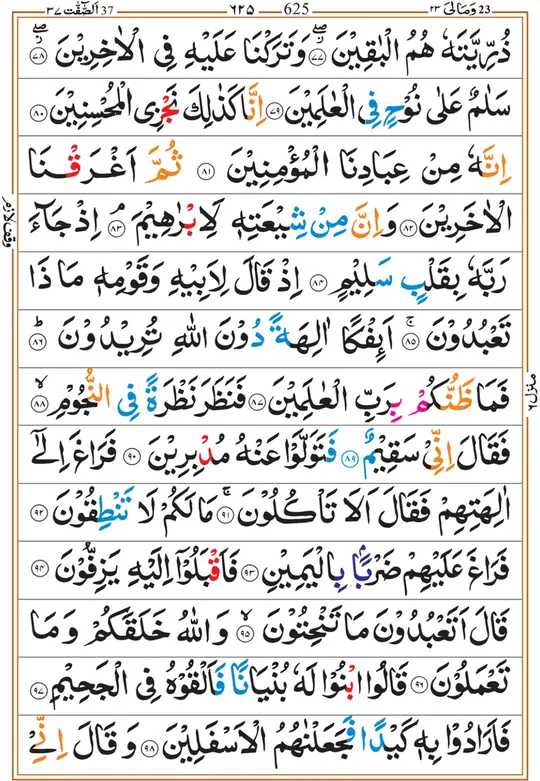 ٣٧ الصّٰٓفّٰت 37 ٦٢٥ 625 ٢٣ وَمَالِیَ 23
ذُرِّيَّتَهٗ هُمُ الْبٰقِيْنَ ۖ ٧٧ وَتَرَكْنَا عَلَيْهِ فِى الْاٰخِرِيْنَ ۖ ٧٨
سَلٰمٌ عَلٰى نُوْحٍ فِى الْعٰلَمِيْنَ ٧٩ اِنَّا كَذٰلِكَ نَجْزِى الْمُحْسِنِيْنَ ٨٠
اِنَّهٗ مِنْ عِبَادِنَا الْمُؤْمِنِيْنَ ٨١ ثُمَّ اَغْرَقْنَا
الْاٰخَرِيْنَ ٨٢ وَاِنَّ مِنْ شِيْعَتِهٖ لَاِبْرٰهِيْمَ ۘ ٨٣ اِذْ جَآءَ
وقف لازم
رَبَّهٗ بِقَلْبٍ سَلِيْمٍ ٨٤ اِذْ قَالَ لِاَبِيْهِ وَقَوْمِهٖ مَا ذَا
تَعْبُدُوْنَ ۚ ٨٥ اَئِفْكًا اٰلِهَةً دُوْنَ اللّٰهِ تُرِيْدُوْنَ ؕ ٨٦
فَمَا ظَنُّكُمْ بِرَبِّ الْعٰلَمِيْنَ ٨٧ فَنَظَرَ نَظْرَةً فِى النُّجُوْمِ ۙ ٨٨
منزل ٦
فَقَالَ اِنِّىْ سَقِيْمٌ ٨٩ فَتَوَلَّوْا عَنْهُ مُدْبِرِيْنَ ٩٠ فَرَاغَ اِلٰٓى
اٰلِهَتِهِمْ فَقَالَ اَلَا تَاْكُلُوْنَ ۚ ٩١ مَا لَكُمْ لَا تَنْطِقُوْنَ ٩٢
فَرَاغَ عَلَيْهِمْ ضَرْبًۢا بِالْيَمِيْنِ ٩٣ فَاَقْبَلُوْۤا اِلَيْهِ يَزِفُّوْنَ ٩٤
قَالَ اَتَعْبُدُوْنَ مَا تَنْحِتُوْنَ ۙ ٩٥ وَاللّٰهُ خَلَقَكُمْ وَمَا
تَعْمَلُوْنَ ٩٦ قَالُوا ابْنُوْا لَهٗ بُنْيَانًا فَاَلْقُوْهُ فِى الْجَحِيْمِ ٩٧
فَاَرَادُوْا بِهٖ كَيْدًا فَجَعَلْنٰهُمُ الْاَسْفَلِيْنَ ٩٨ وَقَالَ اِنِّىْ